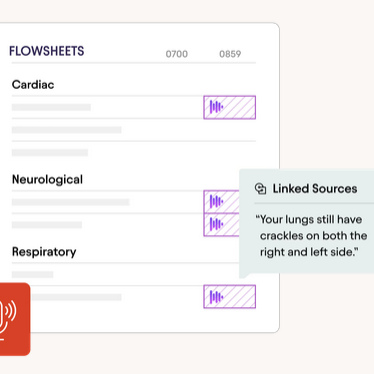 FLOWSHEETS
0700
0859
Cardiac
Neurological
Linked Sources
“Your lungs still have
crackles on both the
right and left side.”
Respiratory